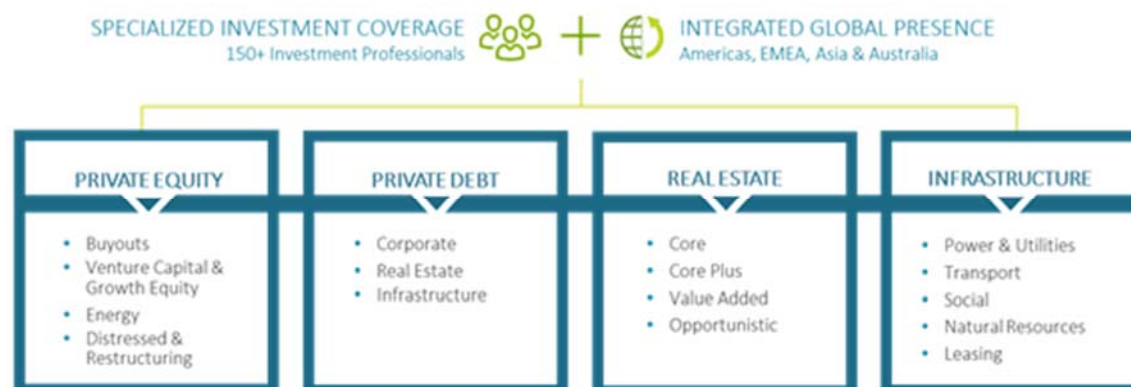 SPECIALIZED INVESTMENT COVERAGE
150+ Investment Professionals
INTEGRATED GLOBAL PRESENCE
Americas, EMEA, Asia & Australia
PRIVATE EQUITY
• Buyouts
• Venture Capital &
Growth Equity
• Energy
• Distressed &
Restructuring
PRIVATE DEBT
• Corporate
• Real Estate
• Infrastructure
REAL ESTATE
• Core
• Core Plus
• Value Added
• Opportunistic
INFRASTRUCTURE
• Power & Utilities
• Transport
• Social
• Natural Resources
• Leasing